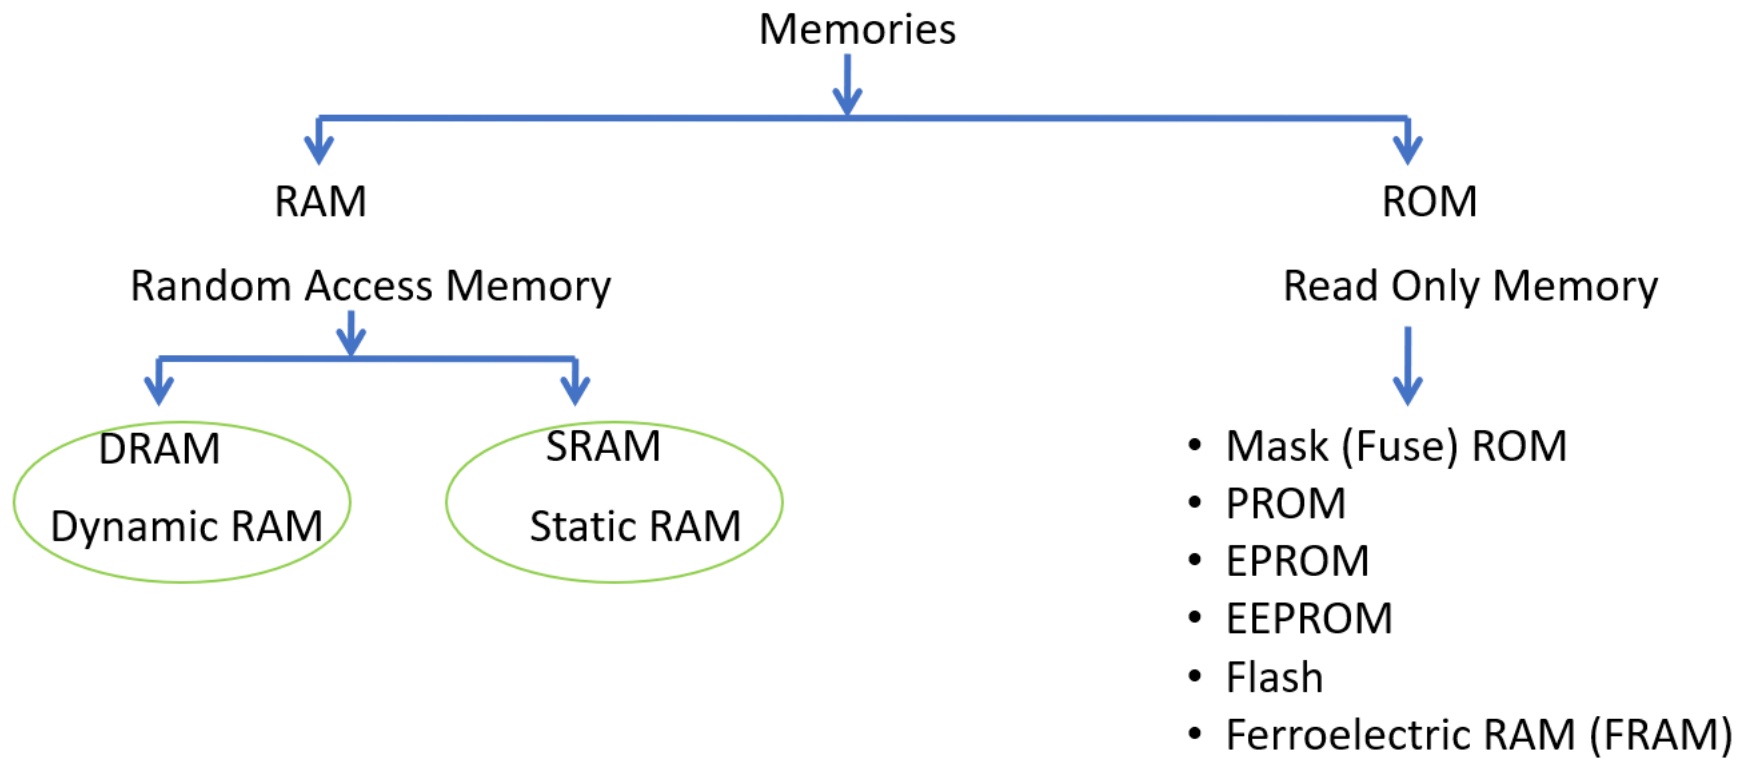 Memories
RAM
ROM
Random Access Memory
Read Only Memory
DRAM
Dynamic RAM
SRAM
Static RAM
• Mask (Fuse) ROM
• PROM
• EPROM
• EEPROM
• Flash
• Ferroelectric RAM (FRAM)